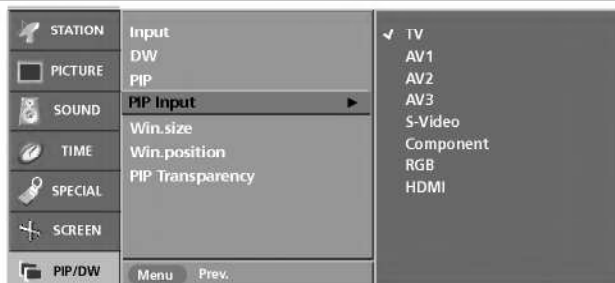 STATION
PICTURE
SOUND
TIME
SPECIAL
SCREEN
PIP/DW
Input
DW
PIP
PIP Input
Win.size
Win.position
PIP Transparency
Menu Prev.
TV
AV1
AV2
AV3
S-Video
Component
RGB
HDMI